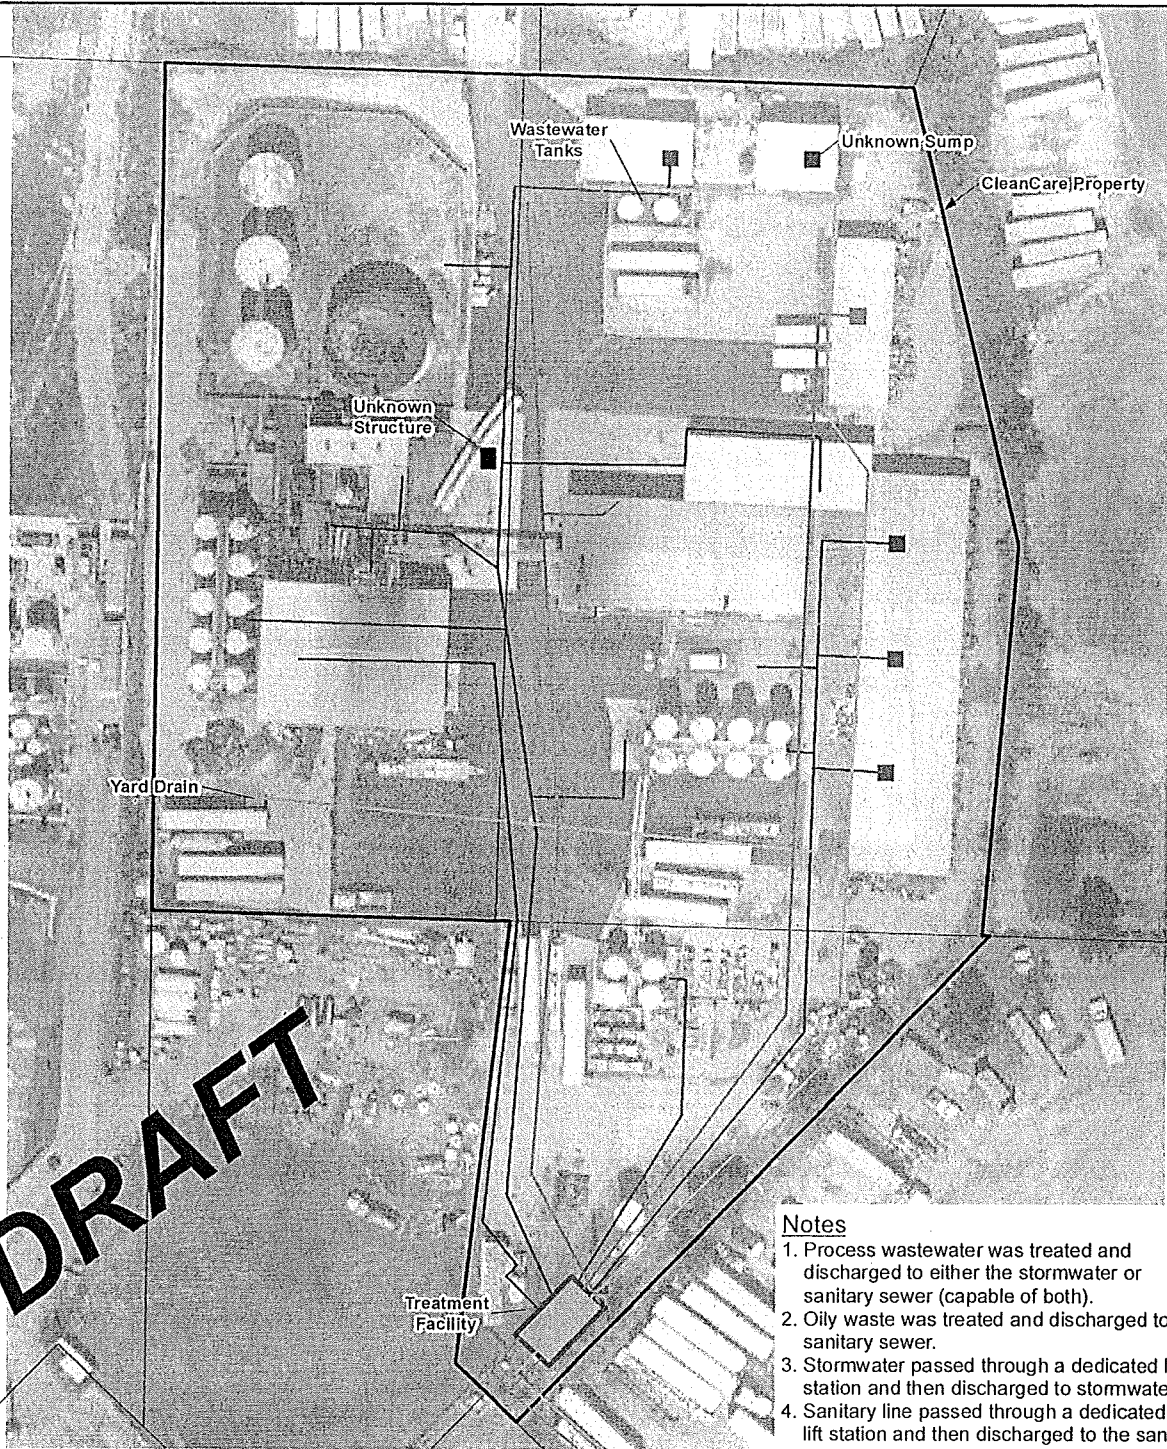 Wastewater
Tanks
Unknown Sump
CleanCare Property
Unknown
Structure
Yard Drain
DRAFT
Treatment
Facility
Notes
1. Process wastewater was treated and
discharged to either the stormwater or
sanitary sewer (capable of both).
2. Oily waste was treated and discharged to
sanitary sewer.
3. Stormwater passed through a dedicated
station and then discharged to
4. Sanitary line passed through a dedicated
lift station and then discharged to the